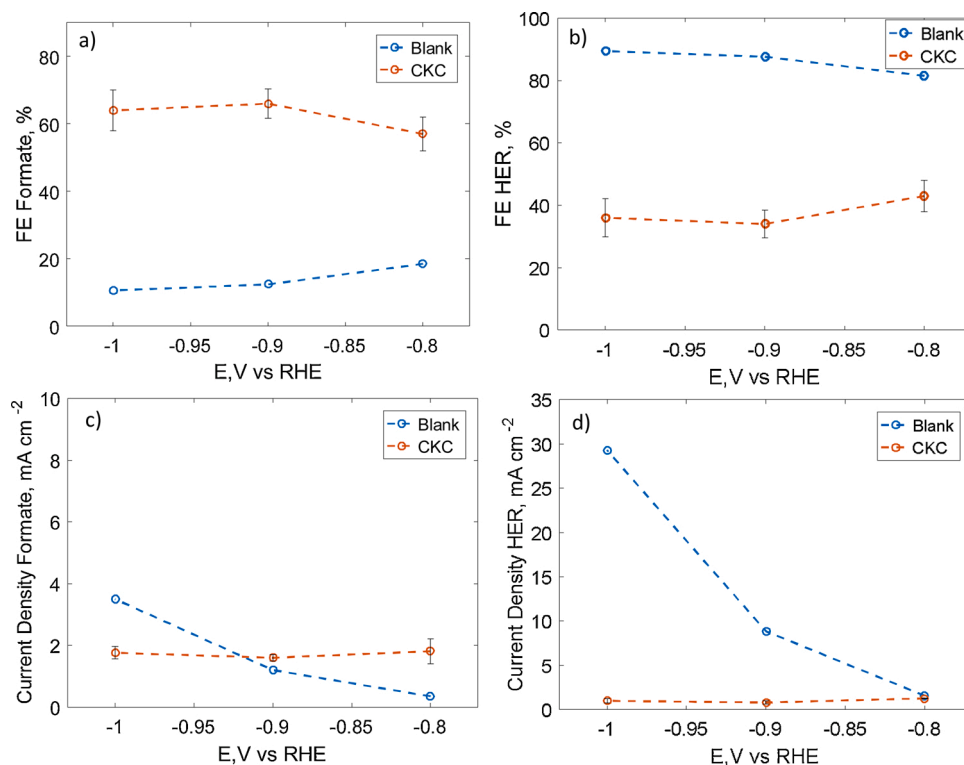 a)
Blank
CKC
FE Formate, %
80
60
40
20
0
-1
-0.95
-0.9
-0.85
-0.8
E,V vs RHE
b)
Blank
CKC
FE HER, %
100
80
60
40
20
0
-1
-0.95
-0.9
-0.85
-0.8
E,V vs RHE
c)
Blank
CKC
Current Density Formate, mA cm⁻²
10
8
6
4
2
0
-1
-0.95
-0.9
-0.85
-0.8
E,V vs RHE
d)
Blank
CKC
Current Density HER, mA cm⁻²
35
30
25
20
15
10
5
0
-1
-0.95
-0.9
-0.85
-0.8
E,V vs RHE